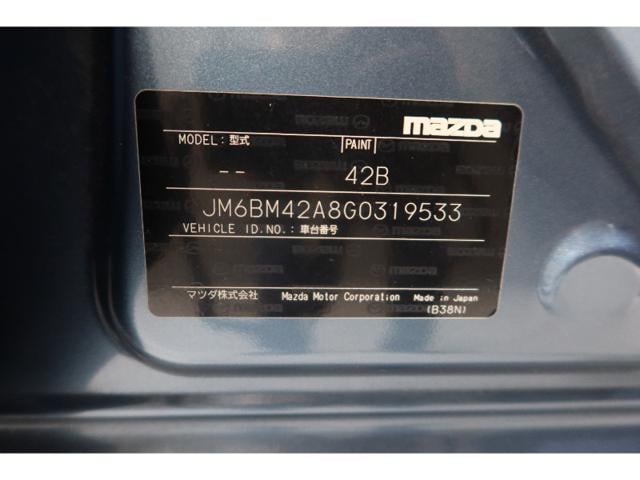 mazda
MODEL: 型式 PAINT
-- 42B
JM6BM42A8G0319533
VEHICLE ID.NO.: 車台番号
マツダ株式会社 Mazda Motor Corporation Made in Japan
(B38N)